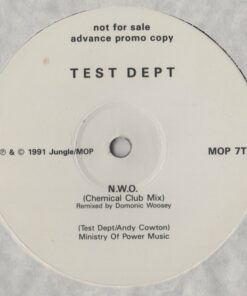 not for sale
advance promo copy
TEST DEPT
℗ & © 1991 Jungle/MOP
MOP 7T
N.W.O.
(Chemical Club Mix)
Remixed by Domonic Woosey
(Test Dept/Andy Cowton)
Ministry Of Power Music